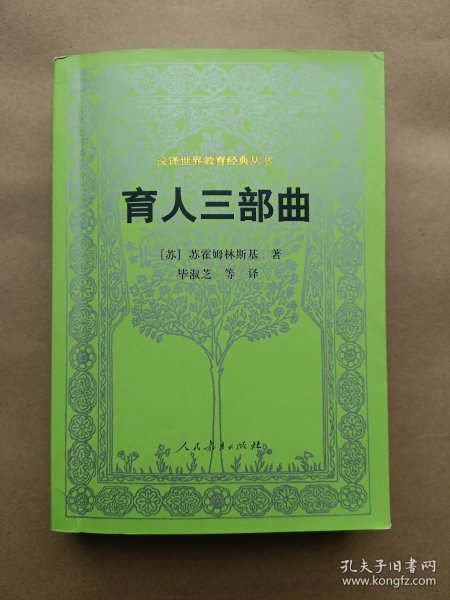 汉译世界教育经典丛书
育人三部曲
[苏] 苏霍姆林斯基 著
毕淑芝 等 译
人民教育出版社
孔夫子旧书网
www.kongfz.com